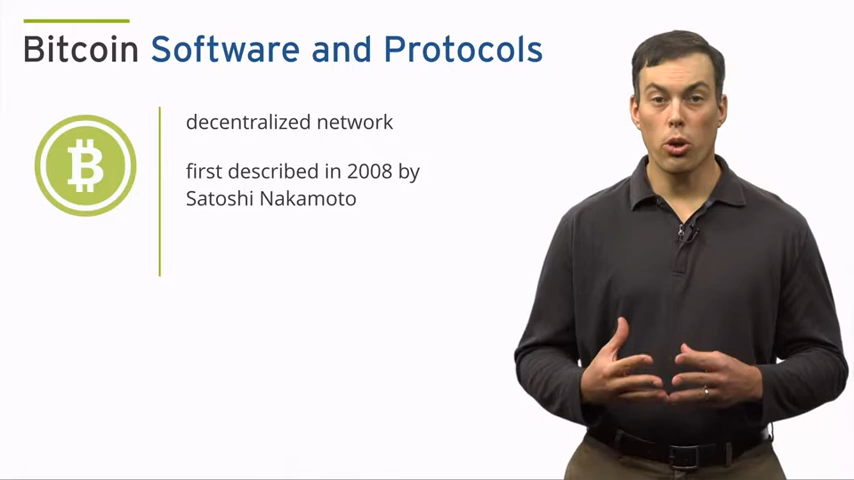 Bitcoin Software and Protocols
decentralized network
first described in 2008 by
Satoshi Nakamoto